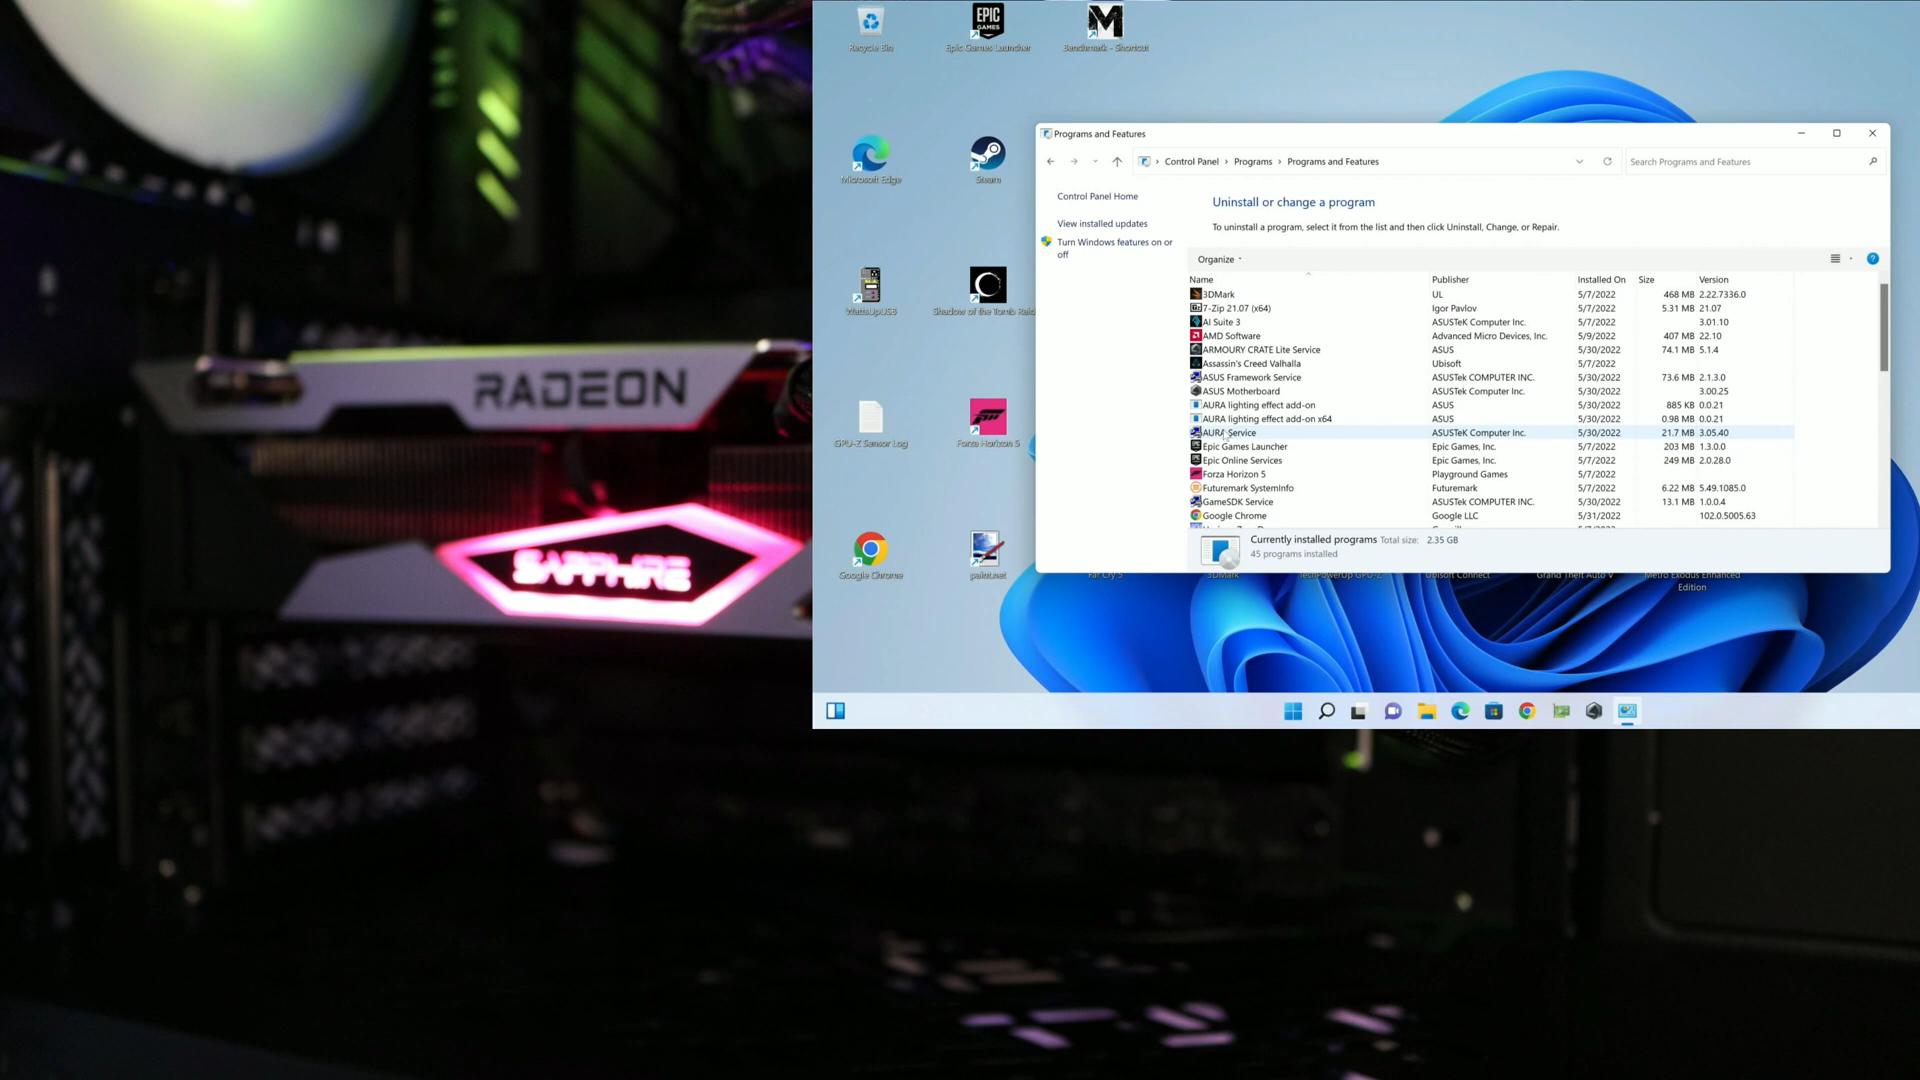 RADEON
SAPPHIRE
Recycle Bin
Epic Games Launcher
Benchmark - Shortcut
EPIC
GAMES
Microsoft Edge
Steam
WattsUpUSB
Shadow of the Tomb Raid
GPU-Z Sensor Log
Forza Horizon 5
Google Chrome
paint.net
Far Cry 5
3DMark
TechPowerUp GPU-Z
Ubisoft Connect
Grand Theft Auto V
Metro Exodus Enhanced
Edition
Programs and Features
Control Panel > Programs > Programs and Features
Search Programs and Features
Control Panel Home
View installed updates
Turn Windows features on or
off
Uninstall or change a program
To uninstall a program, select it from the list and then click Uninstall, Change, or Repair.
Organize
Name Publisher Installed On Size Version
3DMark UL 5/7/2022 468 MB 2.22.7336.0
7-Zip 21.07 (x64) Igor Pavlov 5/7/2022 5.31 MB 21.07
AI Suite 3 ASUSTeK Computer Inc. 5/7/2022 3.01.10
AMD Software Advanced Micro Devices, Inc. 5/9/2022 407 MB 22.10
ARMOURY CRATE Lite Service ASUS 5/30/2022 74.1 MB 5.1.4
Assassin's Creed Valhalla Ubisoft 5/7/2022
ASUS Framework Service ASUSTek COMPUTER INC. 5/30/2022 73.6 MB 2.1.3.0
ASUS Motherboard ASUSTek Computer Inc. 5/30/2022 3.00.25
AURA lighting effect add-on ASUS 5/30/2022 885 KB 0.0.21
AURA lighting effect add-on x64 ASUS 5/30/2022 0.98 MB 0.0.21
AURA Service ASUSTeK Computer Inc. 5/30/2022 21.7 MB 3.05.40
Epic Games Launcher Epic Games, Inc. 5/7/2022 203 MB 1.3.0.0
Epic Online Services Epic Games, Inc. 5/7/2022 249 MB 2.0.28.0
Forza Horizon 5 Playground Games 5/7/2022
Futuremark SystemInfo Futuremark 5/7/2022 6.22 MB 5.49.1085.0
GameSDK Service ASUSTek COMPUTER INC. 5/30/2022 13.1 MB 1.0.0.4
Google Chrome Google LLC 5/31/2022 102.0.5005.63
Currently installed programs Total size: 2.35 GB
45 programs installed